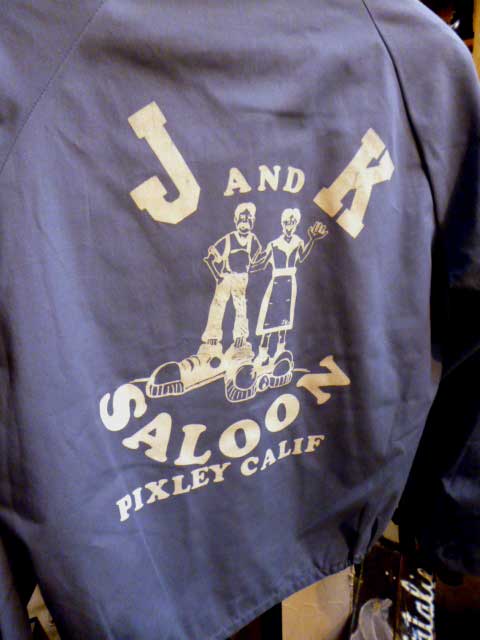 J AND K
SALOON
PIXLEY CALIF